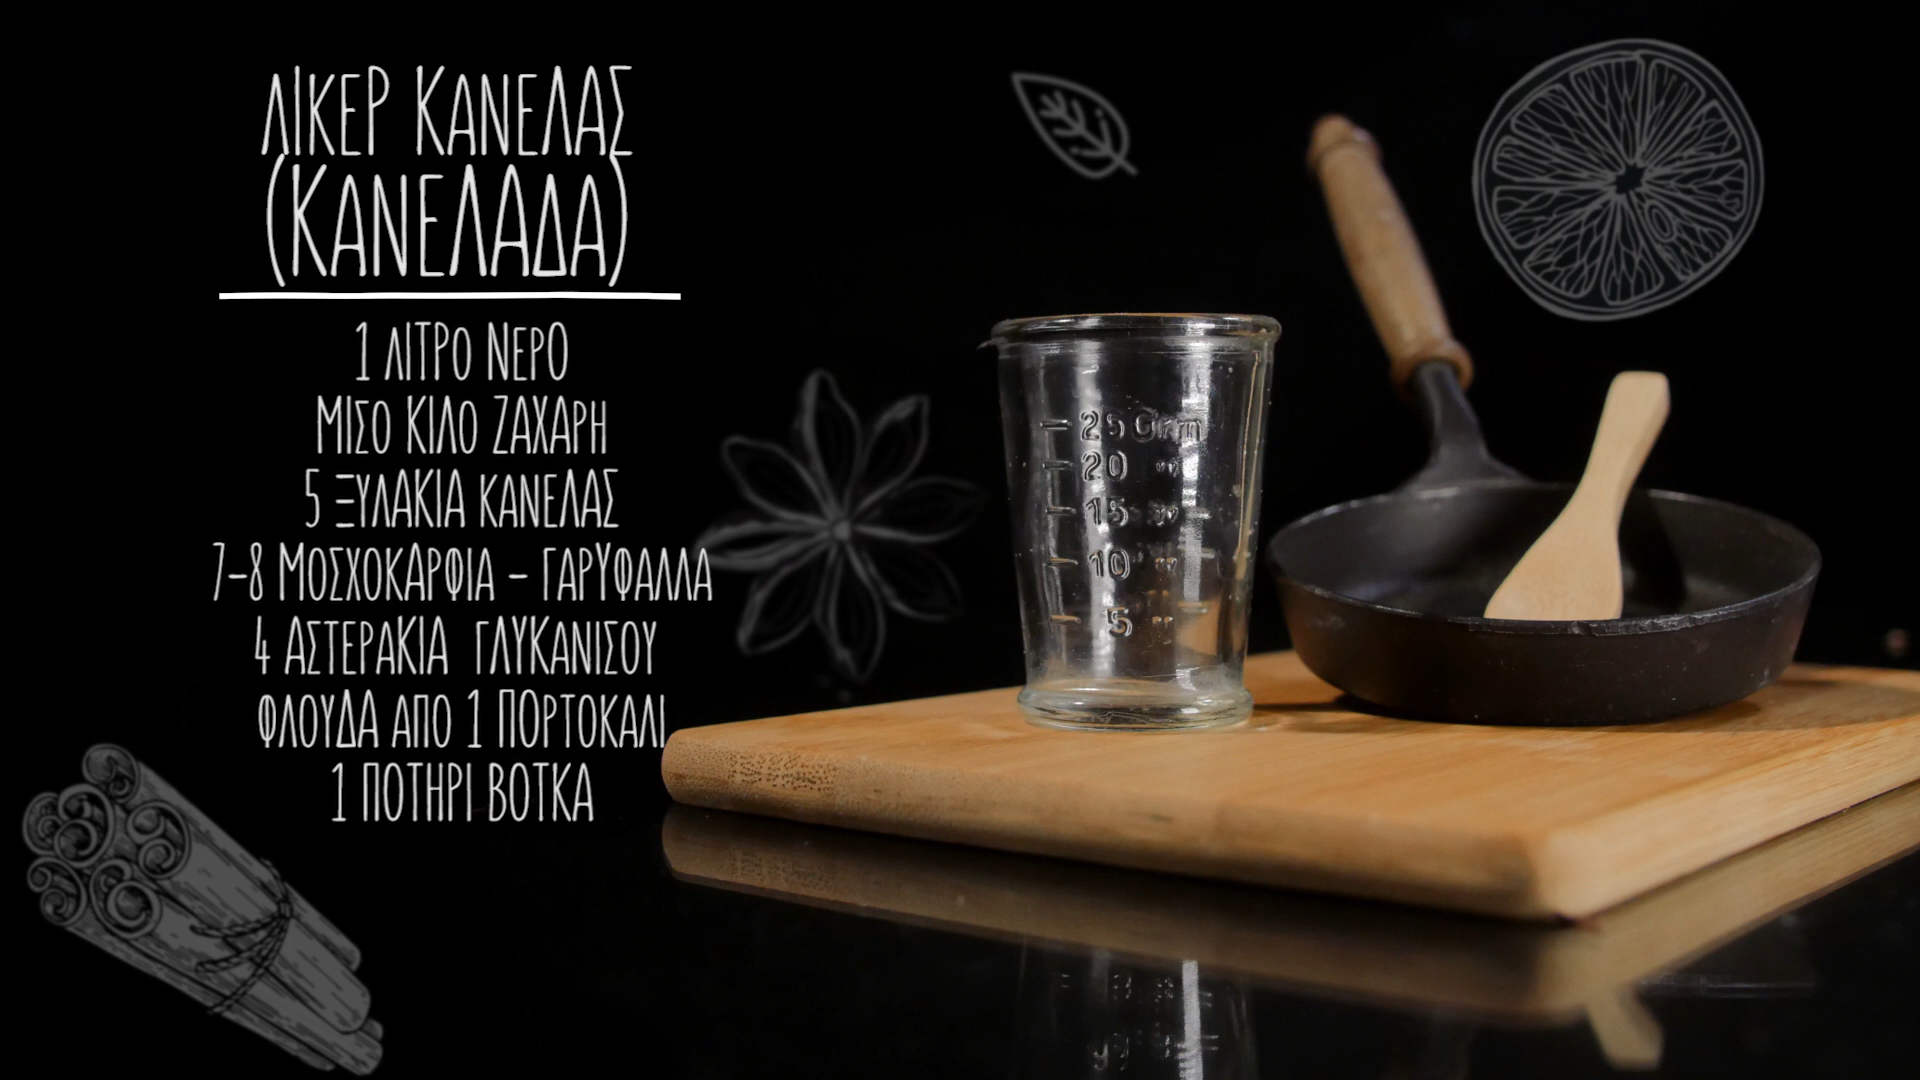 ΛΙΚΕΡ ΚΑΝΕΛΑΣ
(ΚΑΝΕΛΑΔΑ)
1 ΛΙΤΡΟ ΝΕΡΟ
ΜΙΣΟ ΚΙΛΟ ΖΑΧΑΡΗ
5 ΞΥΛΑΚΙΑ ΚΑΝΕΛΑΣ
7-8 ΜΟΣΧΟΚΑΡΦΙΑ - ΓΑΡΥΦΑΛΛΑ
4 ΑΣΤΕΡΑΚΙΑ ΓΛΥΚΑΝΙΣΟΥ
ΦΛΟΥΔΑ ΑΠΟ 1 ΠΟΡΤΟΚΑΛΙ
1 ΠΟΤΗΡΙ ΒΟΤΚΑ
25 Grm
20 "
15 "
10 "
5 "